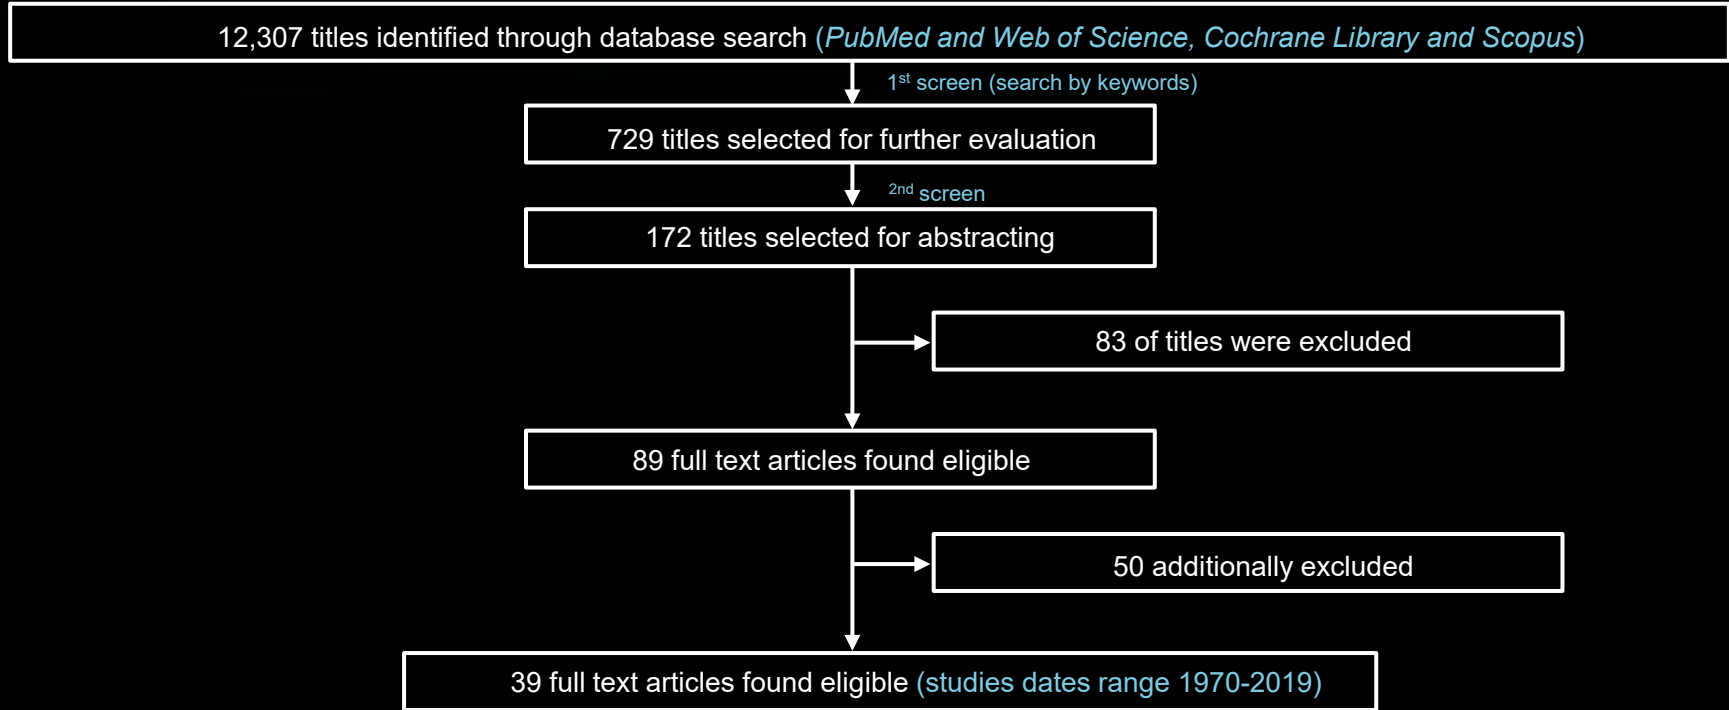 12,307 titles identified through database search (PubMed and Web of Science, Cochrane Library and Scopus)
1st screen (search by keywords)
729 titles selected for further evaluation
2nd screen
172 titles selected for abstracting
83 of titles were excluded
89 full text articles found eligible
50 additionally excluded
39 full text articles found eligible (studies dates range 1970-2019)